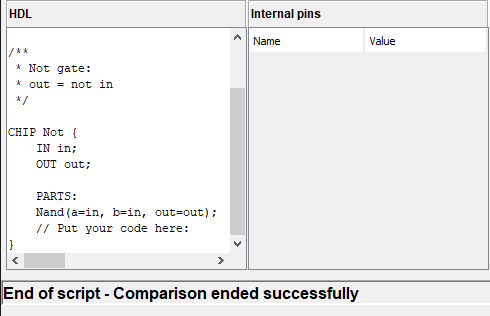 HDL
Internal pins
/**
 * Not gate:
 * out = not in
 */
CHIP Not {
    IN in;
    OUT out;
    PARTS:
    Nand(a=in, b=in, out=out);
    // Put your code here:
}
Name Value
End of script - Comparison ended successfully